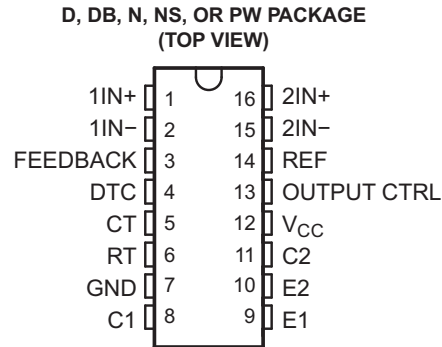 D, DB, N, NS, OR PW PACKAGE
(TOP VIEW)
1IN+ 1 16 2IN+
1IN− 2 15 2IN−
FEEDBACK 3 14 REF
DTC 4 13 OUTPUT CTRL
CT 5 12 VCC
RT 6 11 C2
GND 7 10 E2
C1 8 9 E1